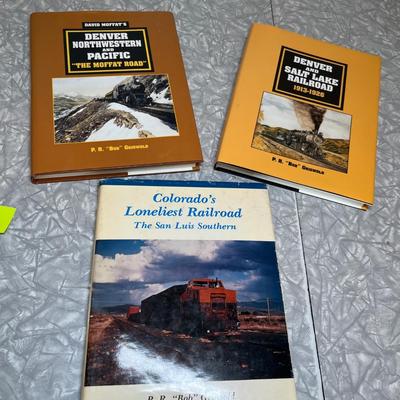 DAVID MOFFAT'S
DENVER
NORTHWESTERN
AND
PACIFIC
"THE MOFFAT ROAD"
P. R. "BOB" GRISWOLD
DENVER
AND
SALT LAKE
RAILROAD
1913-1926
P. R. "BOB" GRISWOLD
Colorado's
Loneliest Railroad
The San Luis Southern
P. R. "Bob"